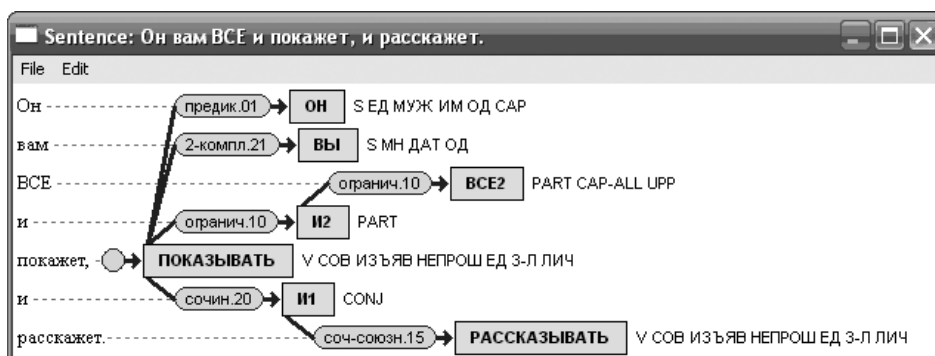 Sentence: Он вам ВСЕ и покажет, и расскажет.
File Edit
Он предик.01 ОН S ЕД МУЖ ИМ ОД CAP
вам 2-компл.21 ВЫ S МН ДАТ ОД
ВСЕ огранич.10 ВСЕ2 PART CAP-ALL UPP
и огранич.10 И2 PART
покажет, ПОКАЗЫВАТЬ V СОВ ИЗЪЯВ НЕПРОШ ЕД 3-Л ЛИЧ
и сочин.20 И1 CONJ
расскажет. соч-союзн.15 РАССКАЗЫВАТЬ V СОВ ИЗЪЯВ НЕПРОШ ЕД 3-Л ЛИЧ